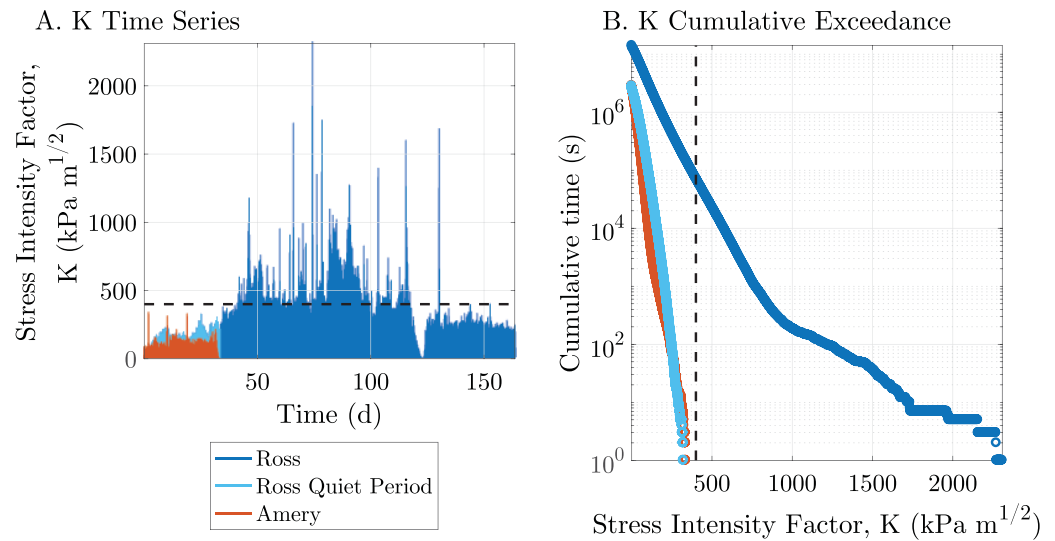 A. K Time Series
B. K Cumulative Exceedance
Stress Intensity Factor,
K (kPa m^1/2)
2000
1500
1000
500
0
50
100
150
Time (d)
Ross
Ross Quiet Period
Amery
Cumulative time (s)
10^6
10^4
10^2
10^0
500
1000
1500
2000
Stress Intensity Factor, K (kPa m^1/2)